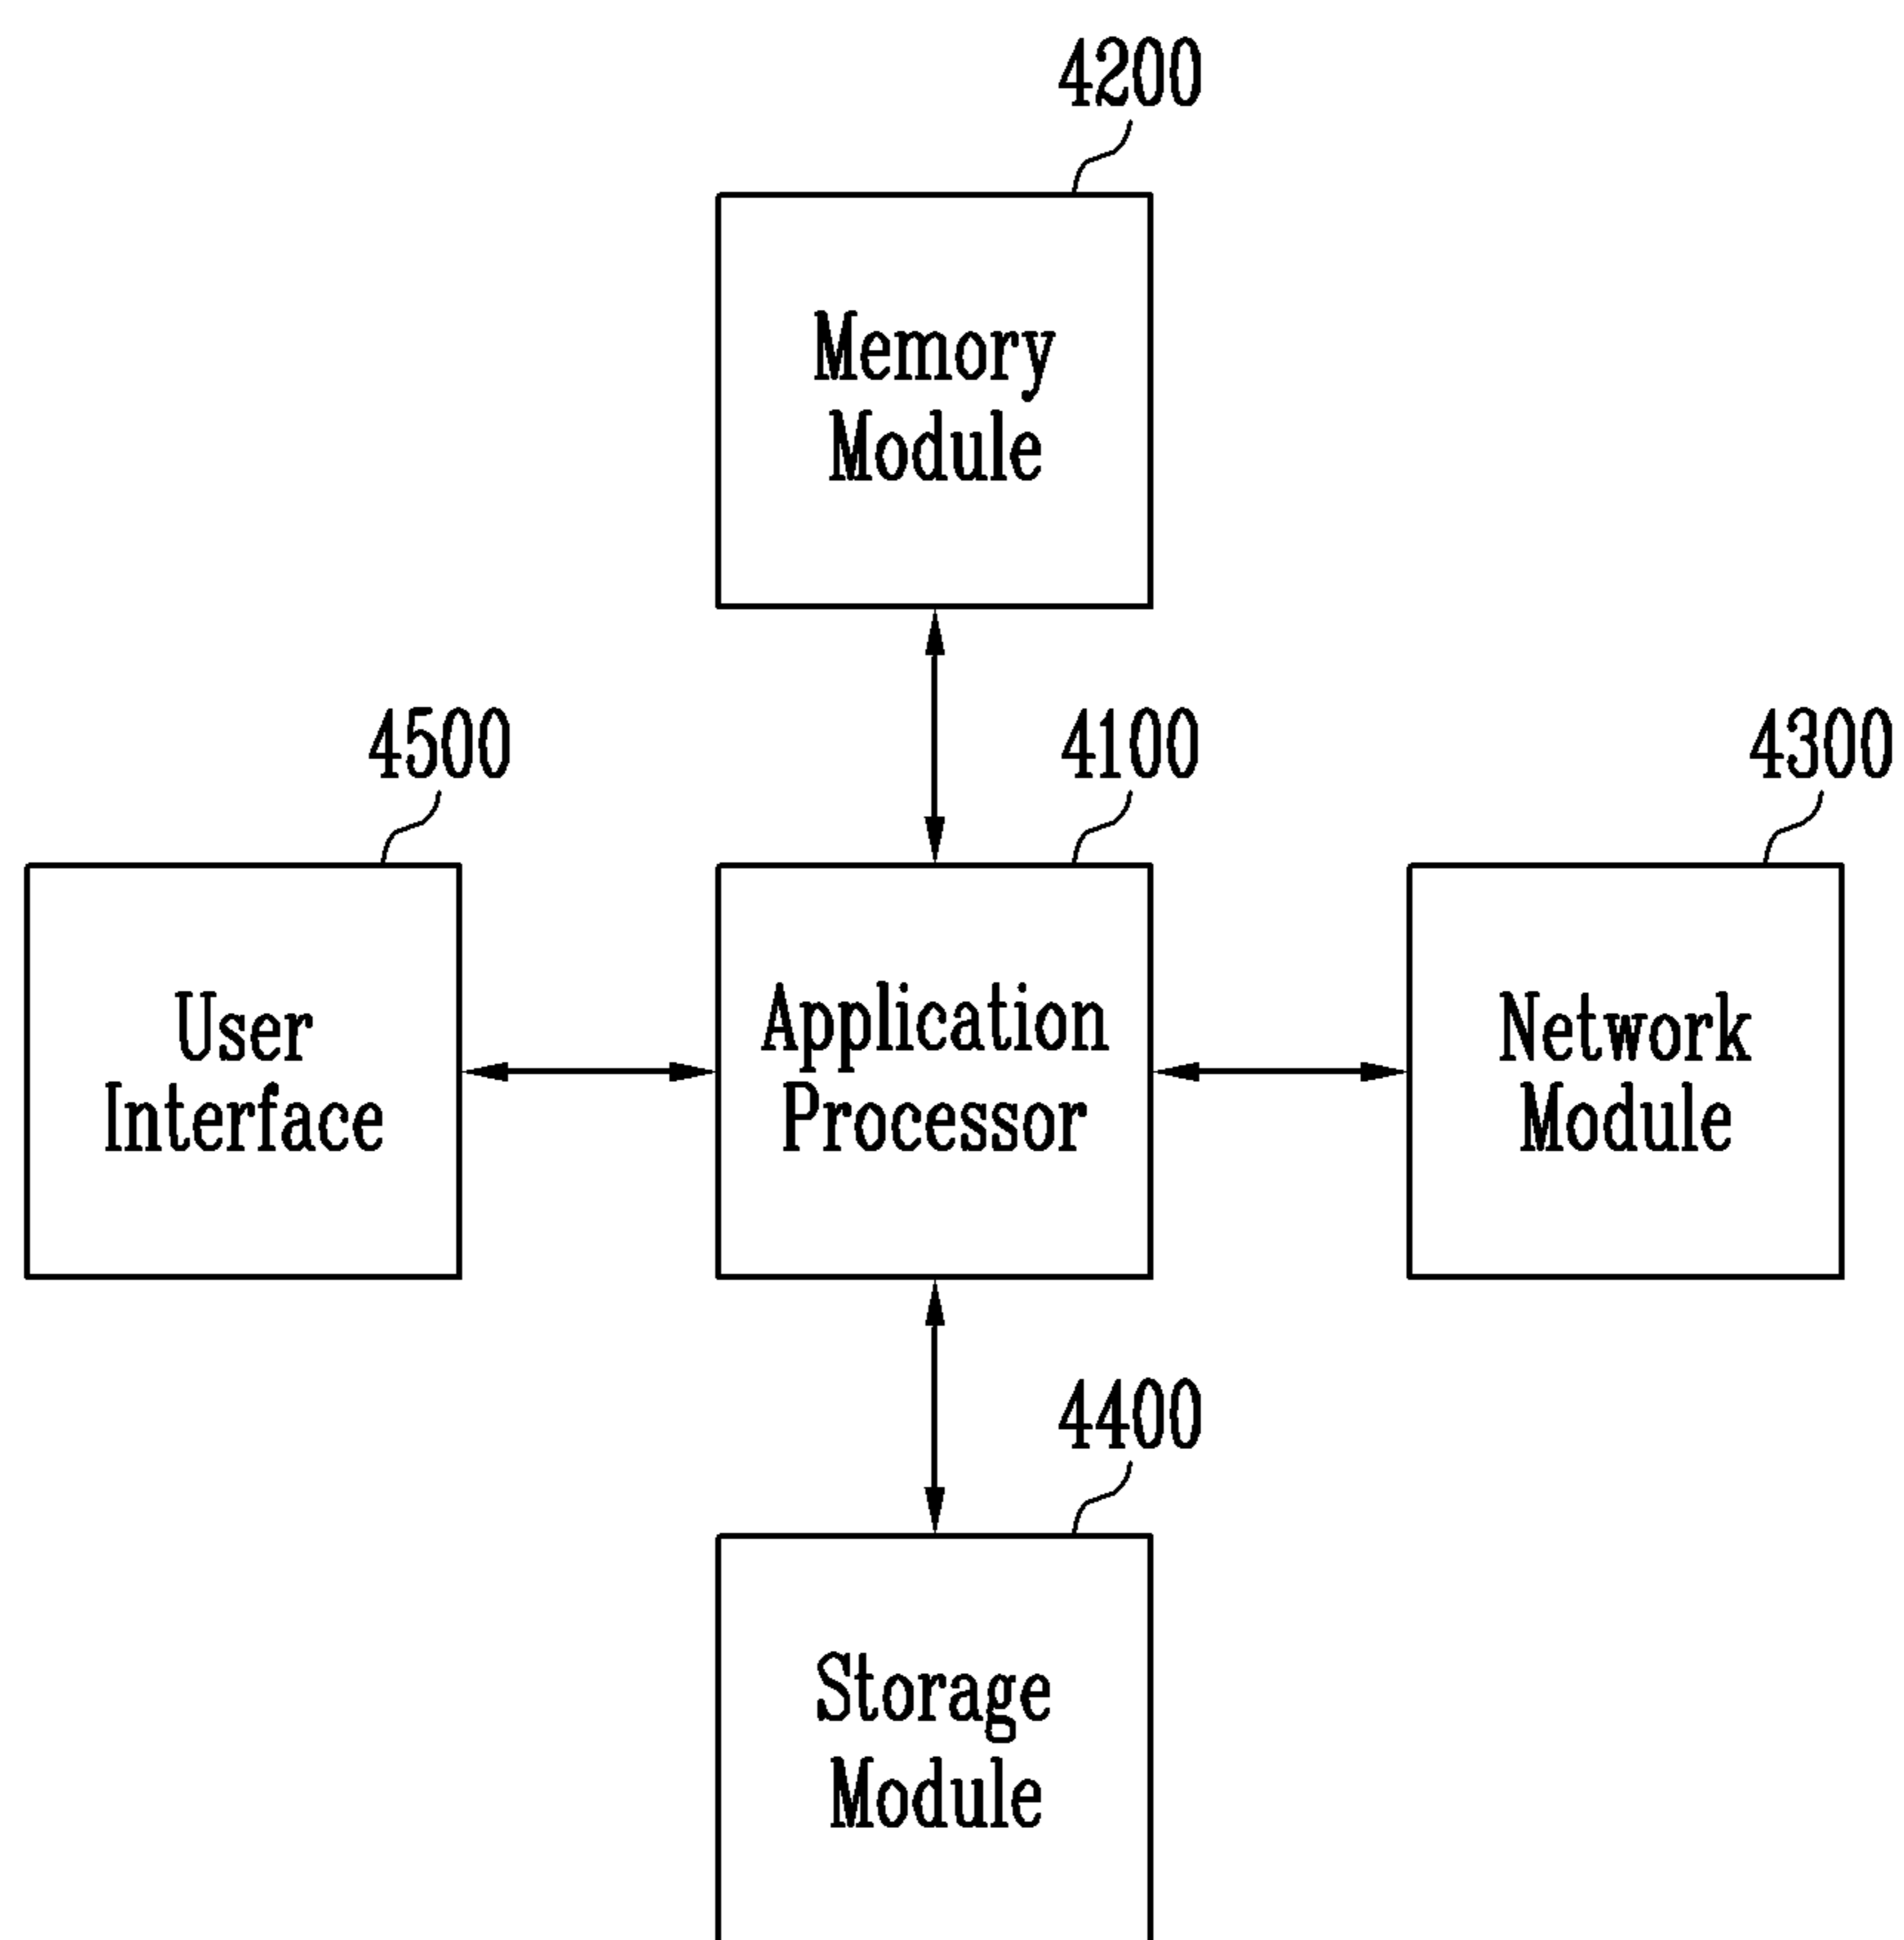 4200
Memory
Module
4500
4100
4300
User
Interface
Application
Processor
Network
Module
4400
Storage
Module